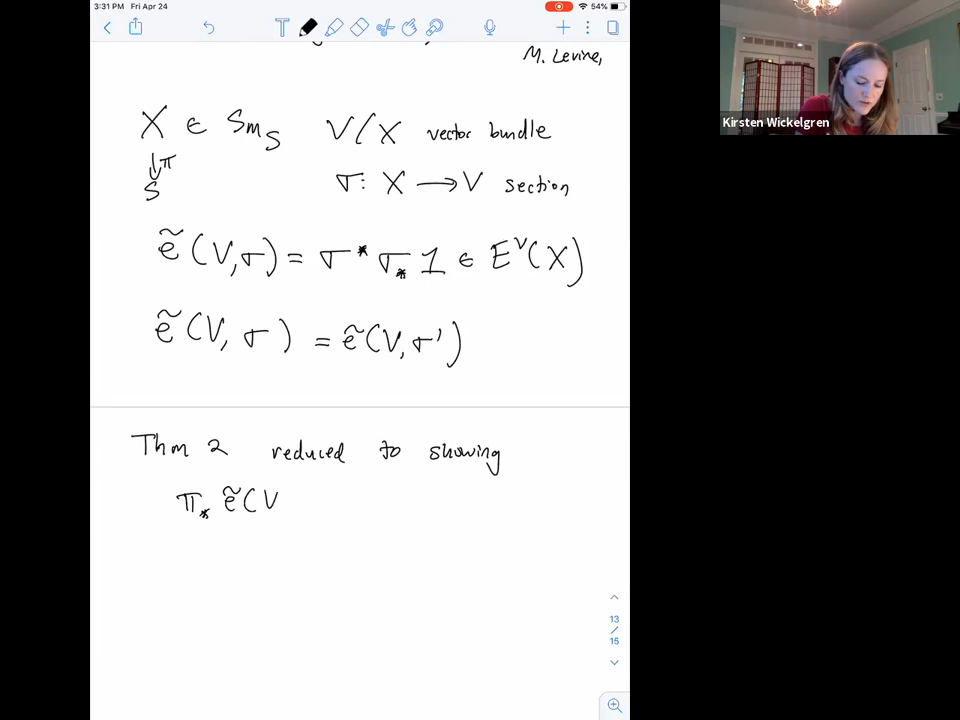 3:31 PM Fri Apr 24
54%
M. Levine,
X ∈ Sm_S V/X vector bundle
↓π
S
σ: X ⟶ V section
ẽ(V,σ) = σ^* σ_* 1 ∈ E^V(X)
ẽ(V, σ) = ẽ(V,σ')
Thm 2 reduced to showing
π_* ẽ(V
13
/
15
Kirsten Wickelgren